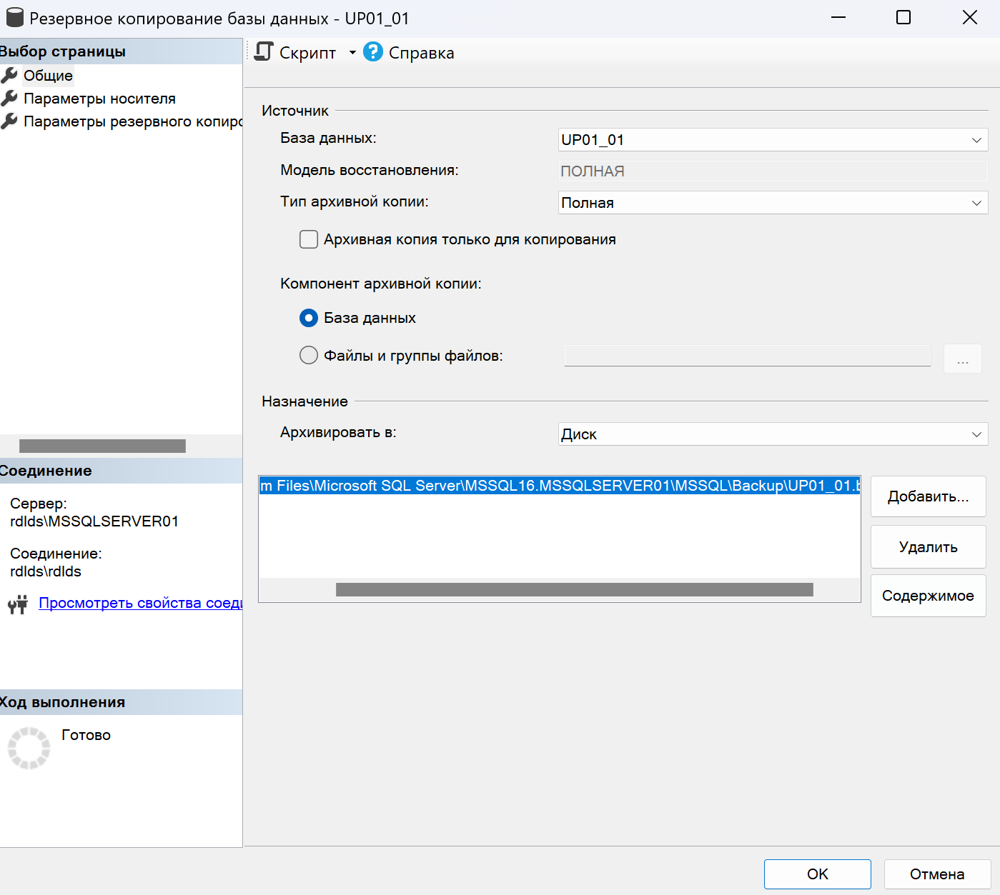 Резервное копирование базы данных - UP01_01
Выбор страницы
Общие
Параметры носителя
Параметры резервного копиро
Скрипт
Справка
Источник
База данных:
UP01_01
Модель восстановления:
ПОЛНАЯ
Тип архивной копии:
Полная
Архивная копия только для копирования
Компонент архивной копии:
База данных
Файлы и группы файлов:
...
Назначение
Архивировать в:
Диск
m Files\Microsoft SQL Server\MSSQL16.MSSQLSERVER01\MSSQL\Backup\UP01_01.b
Добавить...
Удалить
Содержимое
Соединение
Сервер:
rdlds\MSSQLSERVER01
Соединение:
rdlds\rdlds
Просмотреть свойства соеди
Ход выполнения
Готово
OK
Отмена